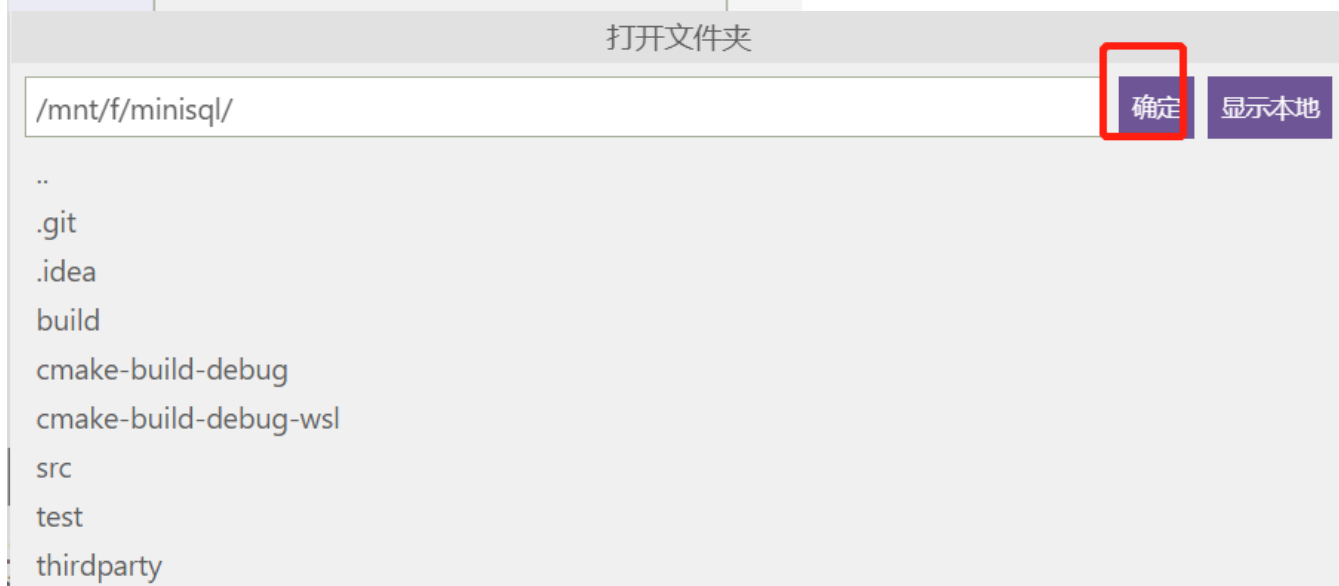 打开文件夹
/mnt/f/minisql/ 确定 显示本地
..
.git
.idea
build
cmake-build-debug
cmake-build-debug-wsl
src
test
thirdparty